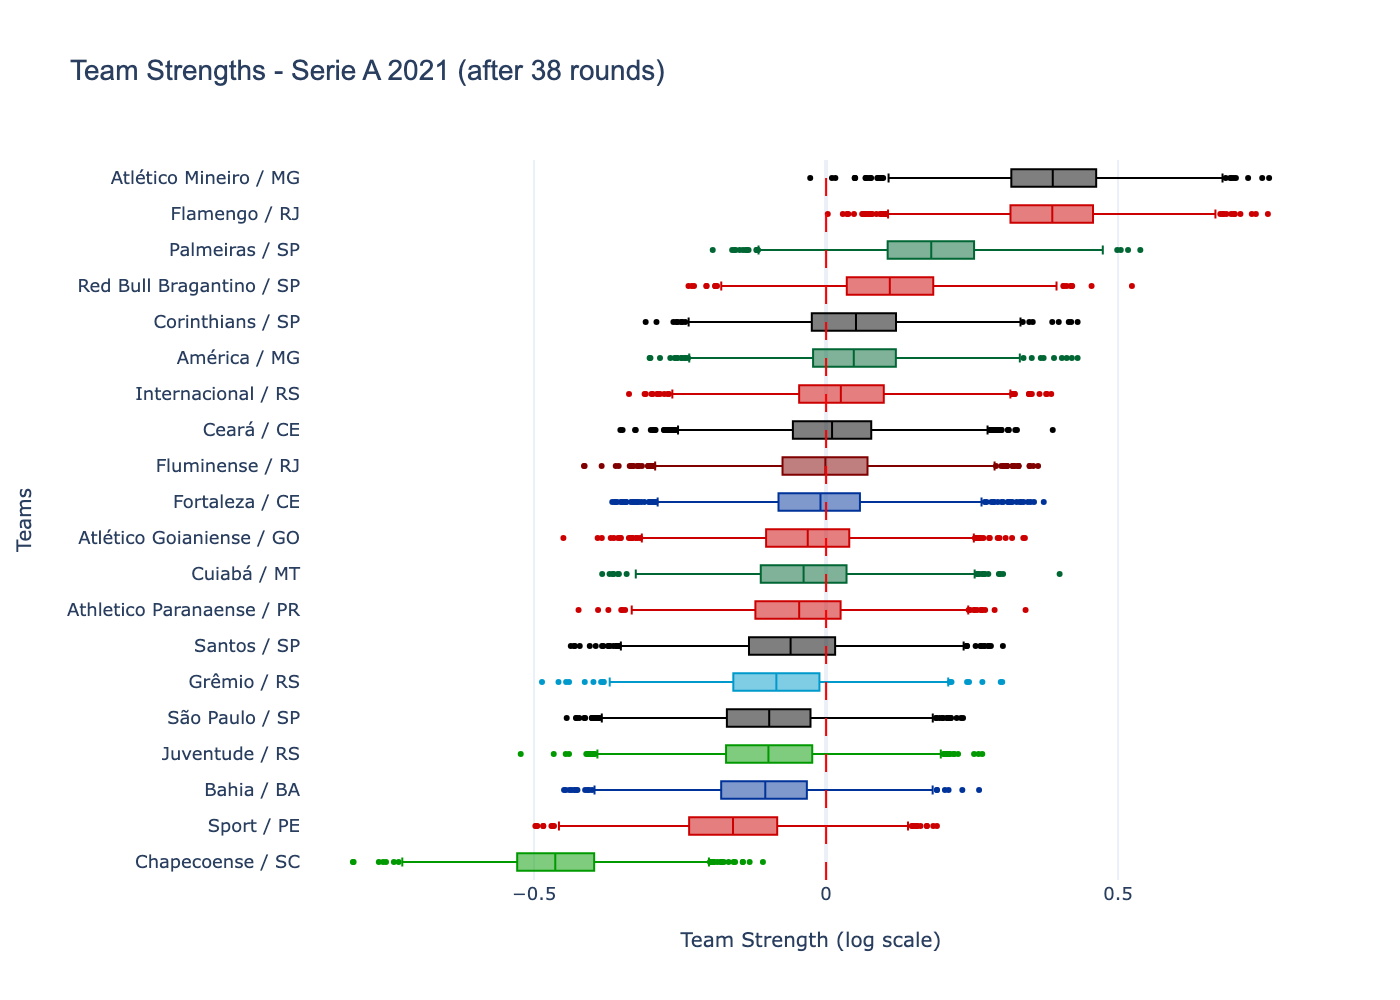 Team Strengths - Serie A 2021 (after 38 rounds)
Atlético Mineiro / MG
Flamengo / RJ
Palmeiras / SP
Red Bull Bragantino / SP
Corinthians / SP
América / MG
Internacional / RS
Ceará / CE
Fluminense / RJ
Fortaleza / CE
Atlético Goianiense / GO
Cuiabá / MT
Athletico Paranaense / PR
Santos / SP
Grêmio / RS
São Paulo / SP
Juventude / RS
Bahia / BA
Sport / PE
Chapecoense / SC
Teams
−0.5 0 0.5
Team Strength (log scale)